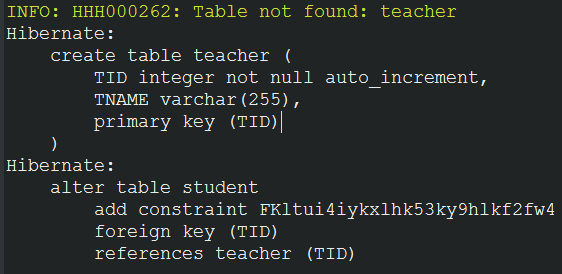 INFO: HHH000262: Table not found: teacher
Hibernate:
    create table teacher (
        TID integer not null auto_increment,
        TNAME varchar(255),
        primary key (TID)
    )
Hibernate:
    alter table student
        add constraint FKltui4iykxlhk53ky9hlkf2fw4
        foreign key (TID)
        references teacher (TID)